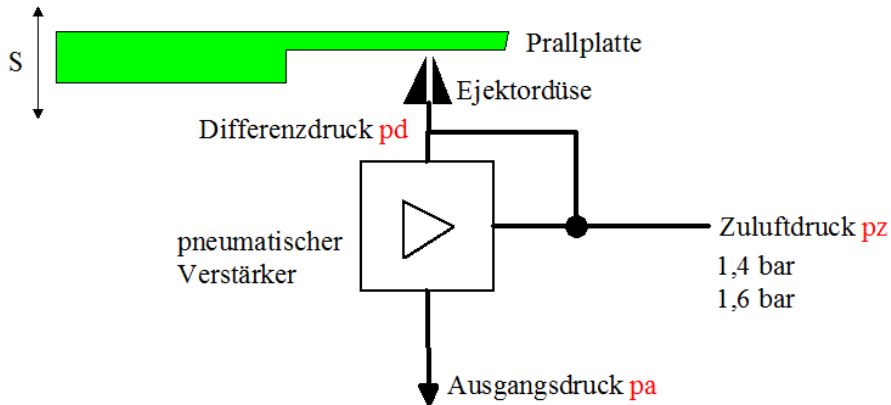 S
Prallplatte
Ejektordüse
Differenzdruck pd
pneumatischer
Verstärker
Zuluftdruck pz
1,4 bar
1,6 bar
Ausgangsdruck pa